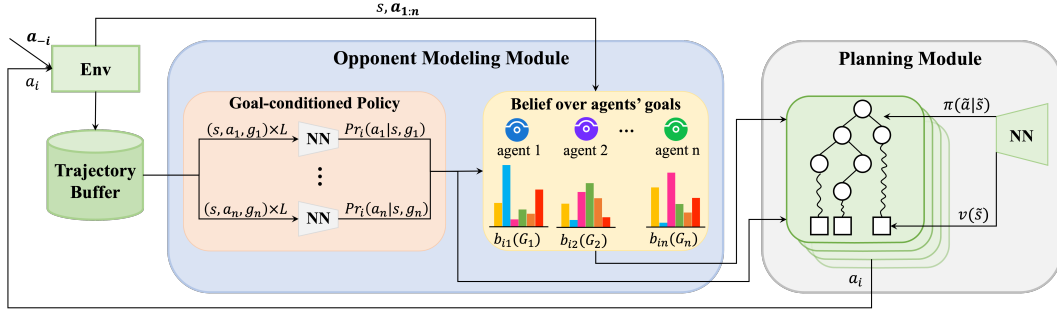 s, a₁:ₙ
a₋ᵢ
aᵢ
Env
Trajectory
Buffer
Opponent Modeling Module
Goal-conditioned Policy
(s, a₁, g₁)×L
NN
Prᵢ(a₁|s, g₁)
⋮
(s, aₙ, gₙ)×L
NN
Prᵢ(aₙ|s, gₙ)
Belief over agents' goals
...
agent 1
agent 2
agent n
bᵢ₁(G₁)
bᵢ₂(G₂)
bᵢₙ(Gₙ)
Planning Module
π(ã|s̃)
NN
v(s̃)
aᵢ